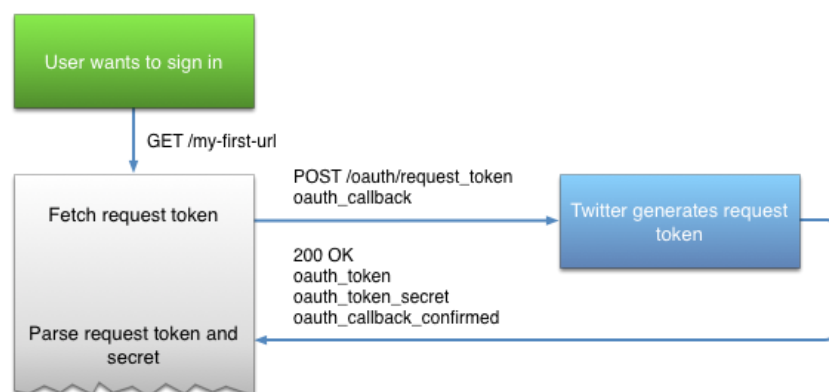 User wants to sign in
GET /my-first-url
Fetch request token
POST /oauth/request_token
oauth_callback
Twitter generates request
token
200 OK
oauth_token
oauth_token_secret
oauth_callback_confirmed
Parse request token and
secret